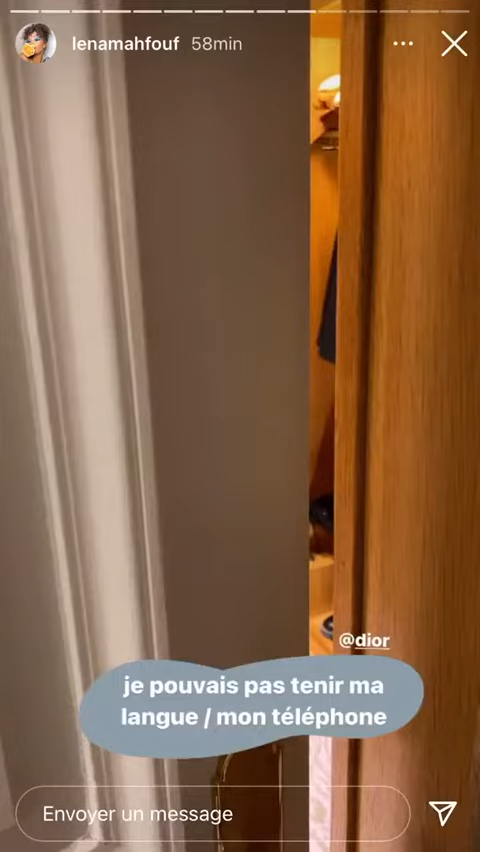 lenamahfouf 58min
@dior
je pouvais pas tenir ma
langue / mon téléphone
Envoyer un message